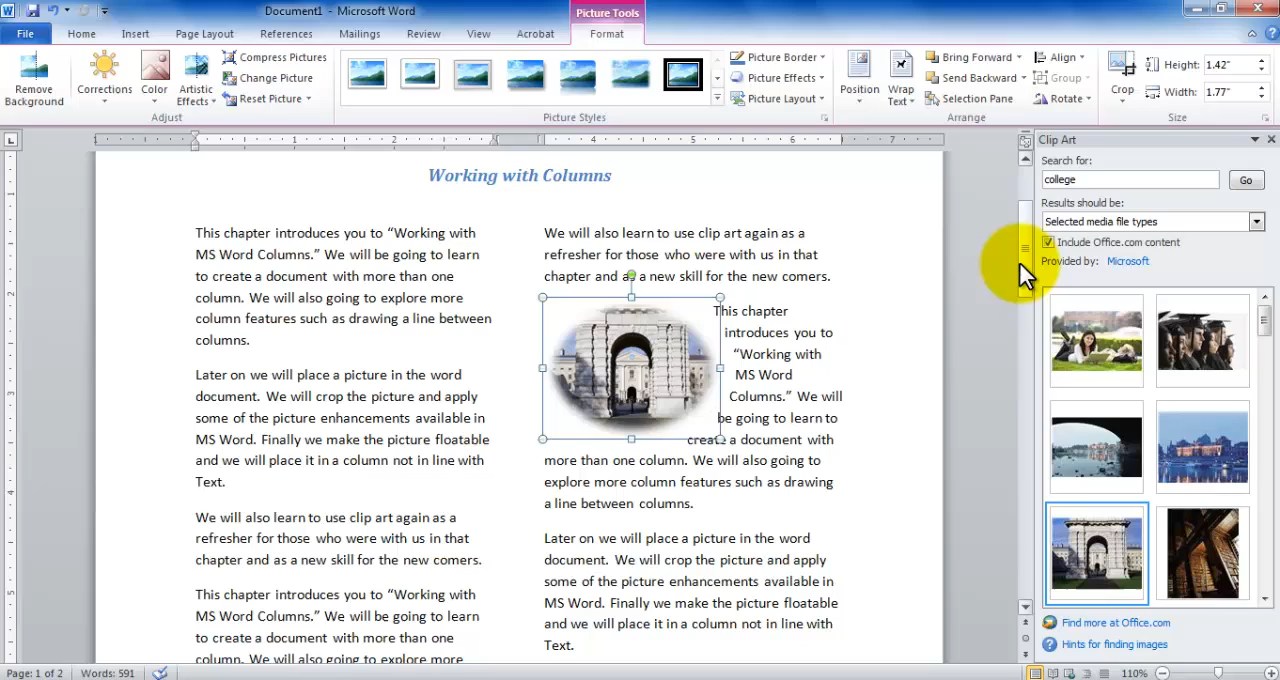 Document1 - Microsoft Word
Picture Tools
File
Home
Insert
Page Layout
References
Mailings
Review
View
Acrobat
Format
Remove Background
Corrections
Color
Artistic Effects
Compress Pictures
Change Picture
Reset Picture
Adjust
Picture Styles
Picture Border
Picture Effects
Picture Layout
Position
Wrap Text
Bring Forward
Send Backward
Selection Pane
Align
Group
Rotate
Arrange
Crop
Height: 1.42"
Width: 1.77"
Size
1 2 4 5 6 7
Working with Columns
This chapter introduces you to “Working with
MS Word Columns.” We will be going to learn
to create a document with more than one
column. We will also going to explore more
column features such as drawing a line between
columns.
Later on we will place a picture in the word
document. We will crop the picture and apply
some of the picture enhancements available in
MS Word. Finally we make the picture floatable
and we will place it in a column not in line with
Text.
We will also learn to use clip art again as a
refresher for those who were with us in that
chapter and as a new skill for the new comers.
This chapter introduces you to “Working with
MS Word Columns.” We will be going to learn
to create a document with more than one
column. We will also going to explore more
We will also learn to use clip art again as a
refresher for those who were with us in that
chapter and as a new skill for the new comers.
This chapter
introduces you to
“Working with
MS Word
Columns.” We will
be going to learn to
create a document with
more than one column. We will also going to
explore more column features such as drawing
a line between columns.
Later on we will place a picture in the word
document. We will crop the picture and apply
some of the picture enhancements available in
MS Word. Finally we make the picture floatable
and we will place it in a column not in line with
Text.
Clip Art
Search for:
college
Go
Results should be:
Selected media file types
Include Office.com content
Provided by: Microsoft
Find more at Office.com
Hints for finding images
Page: 1 of 2
Words: 591
110%